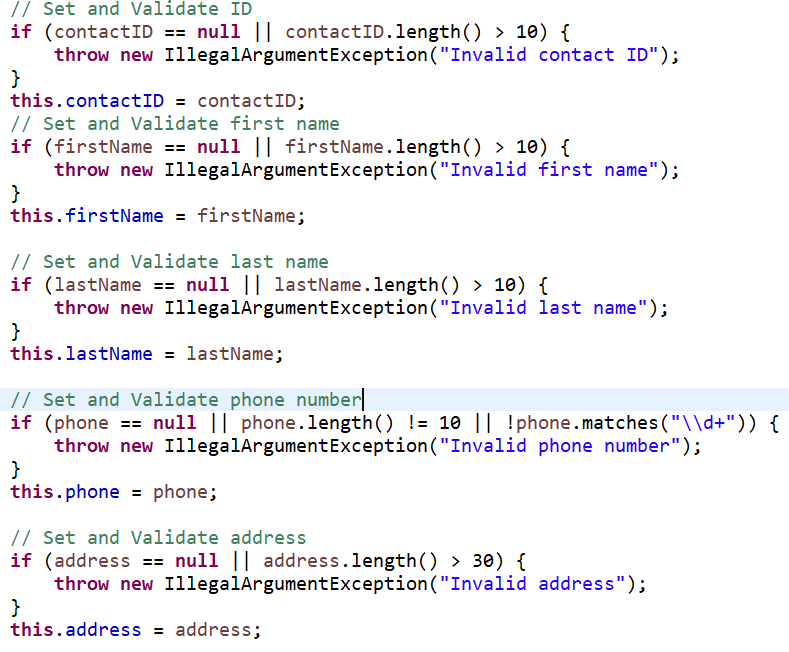 // Set and Validate ID
if (contactID == null || contactID.length() > 10) {
    throw new IllegalArgumentException("Invalid contact ID");
}
this.contactID = contactID;
// Set and Validate first name
if (firstName == null || firstName.length() > 10) {
    throw new IllegalArgumentException("Invalid first name");
}
this.firstName = firstName;

// Set and Validate last name
if (lastName == null || lastName.length() > 10) {
    throw new IllegalArgumentException("Invalid last name");
}
this.lastName = lastName;

// Set and Validate phone number
if (phone == null || phone.length() != 10 || !phone.matches("\\d+")) {
    throw new IllegalArgumentException("Invalid phone number");
}
this.phone = phone;

// Set and Validate address
if (address == null || address.length() > 30) {
    throw new IllegalArgumentException("Invalid address");
}
this.address = address;